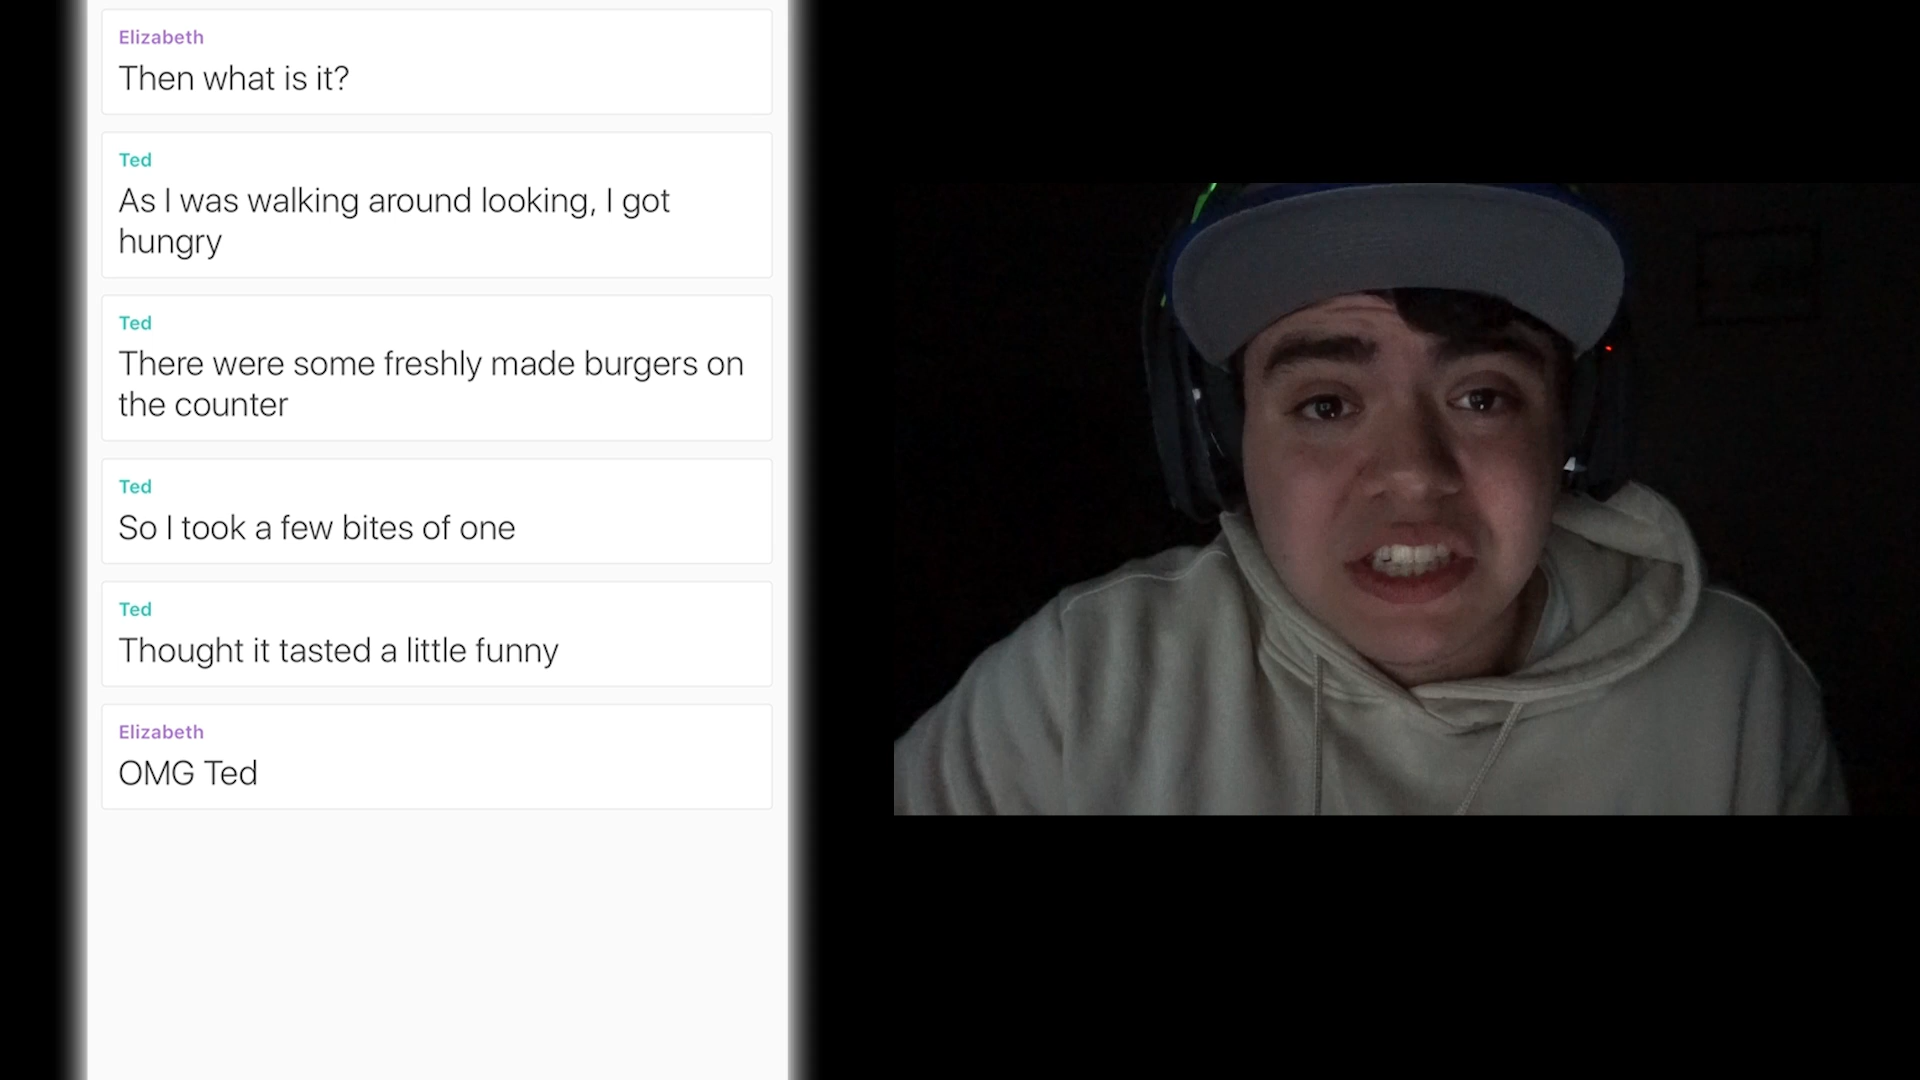 Elizabeth
Then what is it?
Ted
As I was walking around looking, I got
hungry
Ted
There were some freshly made burgers on
the counter
Ted
So I took a few bites of one
Ted
Thought it tasted a little funny
Elizabeth
OMG Ted